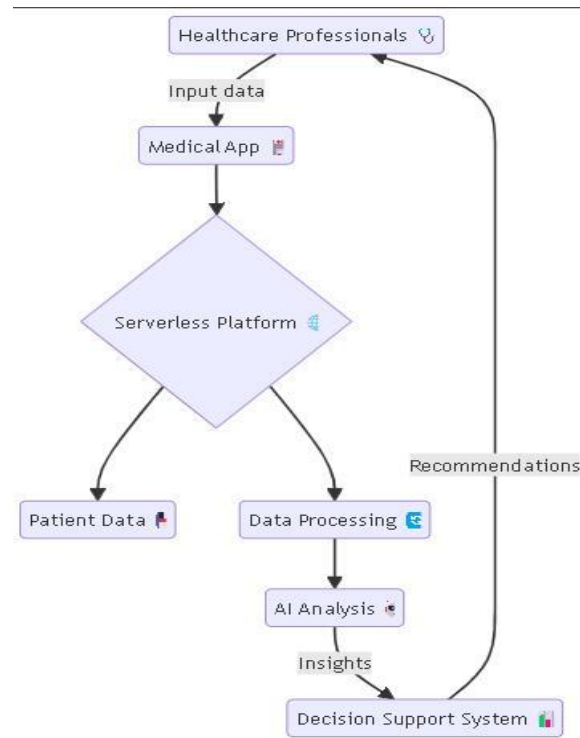 Healthcare Professionals
Input data
Medical App
Serverless Platform
Patient Data
Data Processing
Recommendations
AI Analysis
Insights
Decision Support System